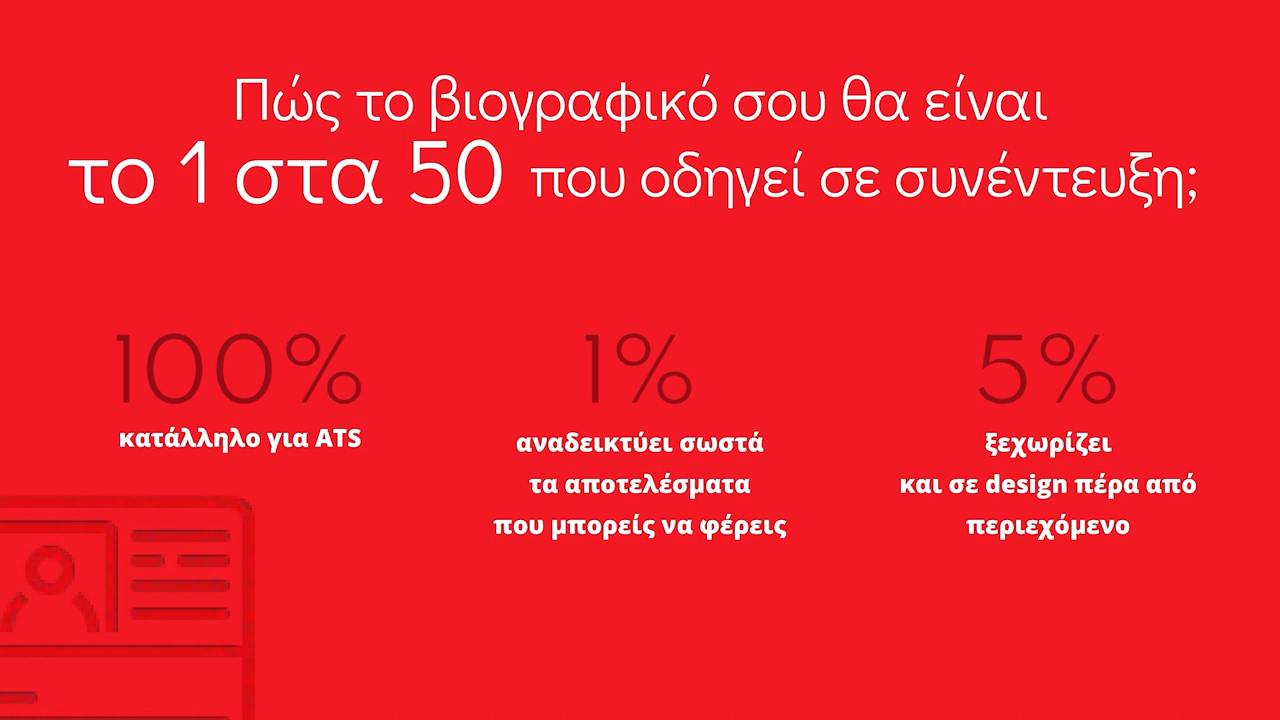 Πώς το βιογραφικό σου θα είναι
το 1 στα 50 που οδηγεί σε συνέντευξη;
100%
κατάλληλο για ATS
1%
αναδεικτύει σωστά
τα αποτελέσματα
που μπορείς να φέρεις
5%
ξεχωρίζει
και σε design πέρα από
περιεχόμενο